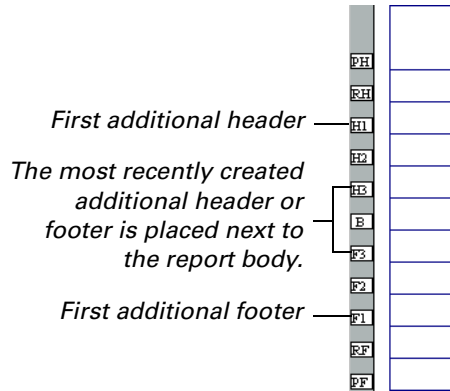 PH
RH
First additional header
H1
H2
The most recently created
additional header or
footer is placed next to
the report body.
H3
B
F3
F2
First additional footer
F1
RF
PF